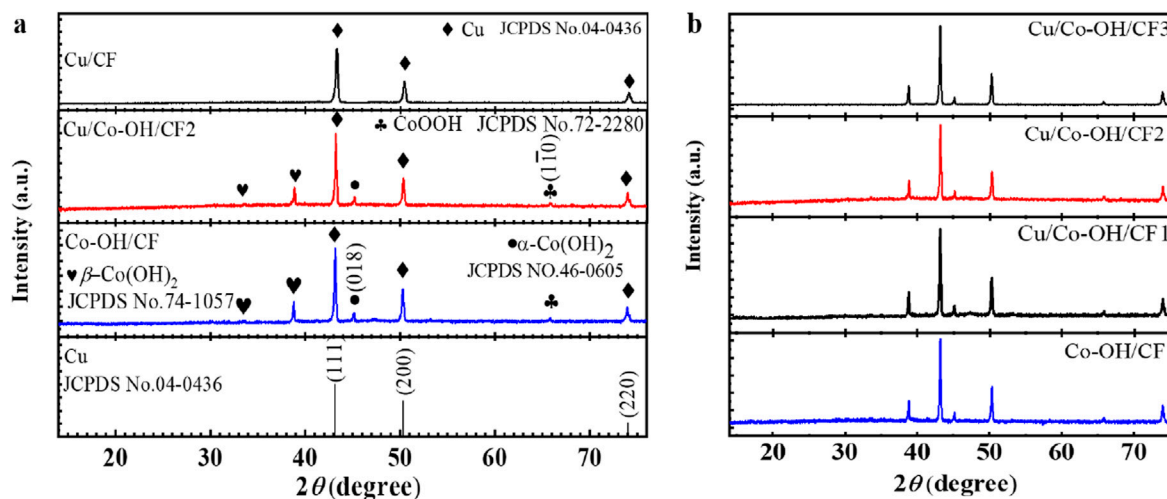 a
Intensity (a.u.)
♦ Cu JCPDS No.04-0436
Cu/CF
Cu/Co-OH/CF2
♣ CoOOH JCPDS No.72-2280
(11̅0)
Co-OH/CF
♥ β–Co(OH)₂
JCPDS No.74-1057
(018)
●α-Co(OH)₂
JCPDS NO.46-0605
Cu
JCPDS No.04-0436
(111)
(200)
(220)
20 30 40 50 60 70
2θ (degree)
b
Intensity (a.u.)
Cu/Co-OH/CF3
Cu/Co-OH/CF2
Cu/Co-OH/CF1
Co-OH/CF
20 30 40 50 60 70
2θ (degree)